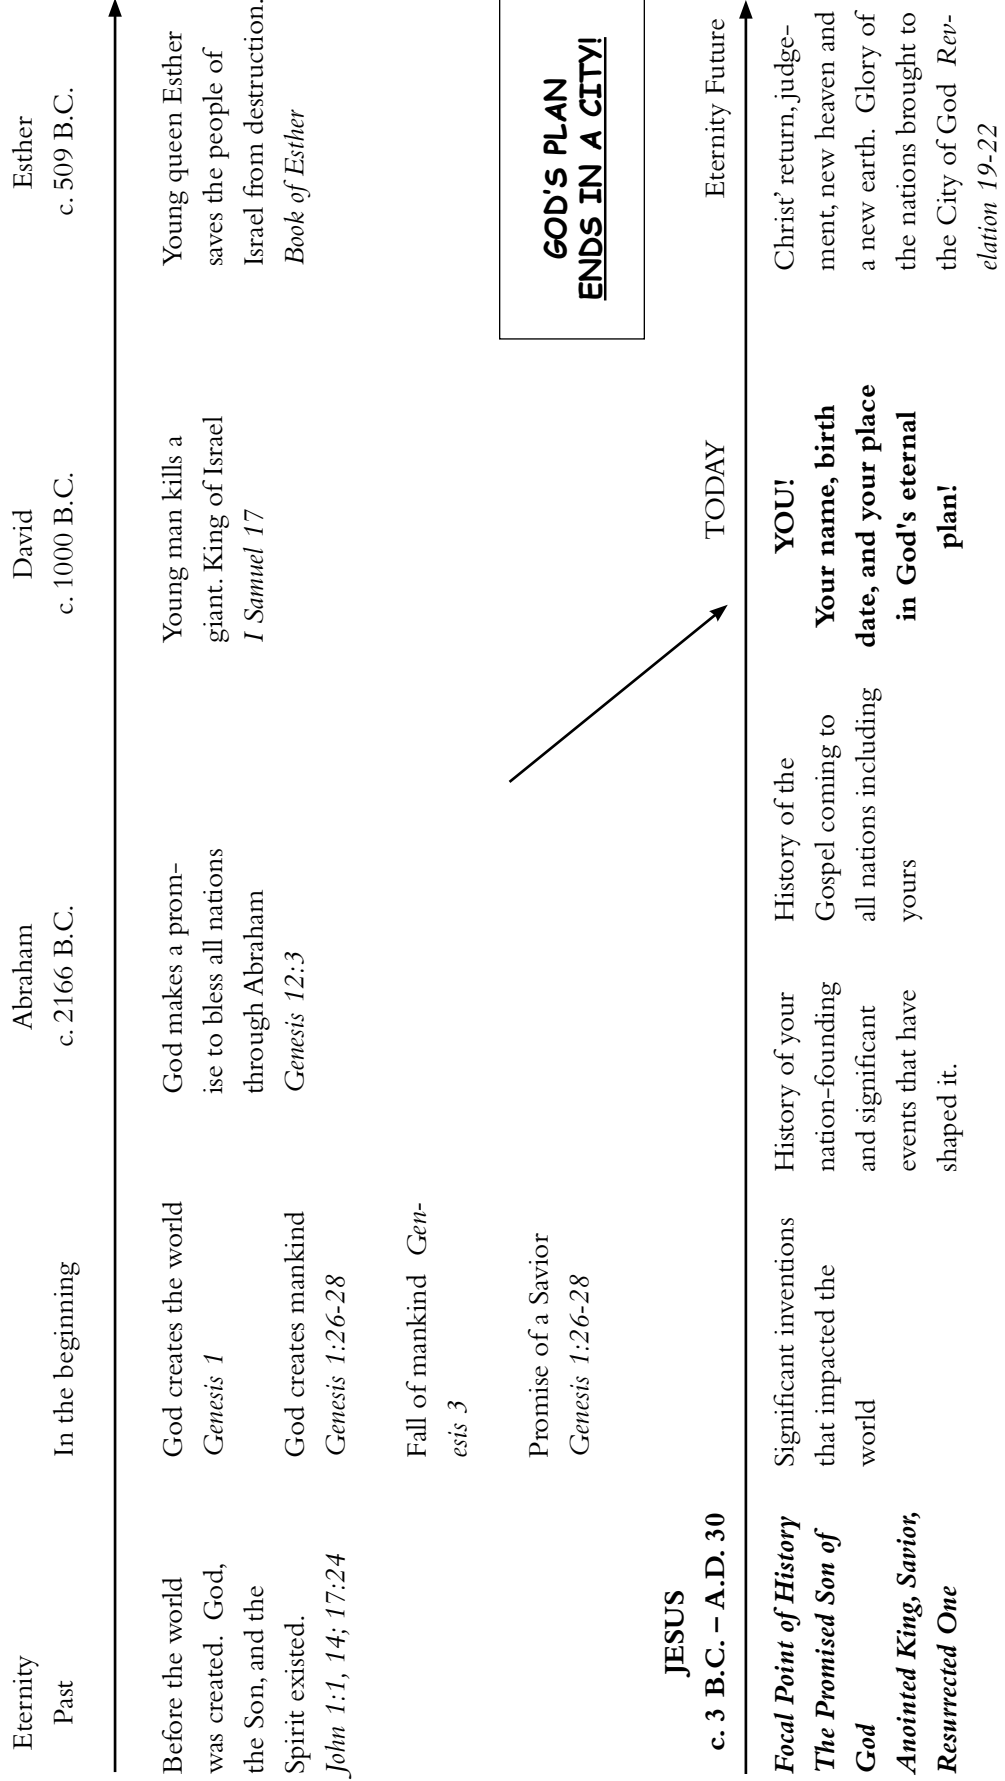 Eternity
Past
In the beginning
Abraham
c. 2166 B.C.
David
c. 1000 B.C.
Esther
c. 509 B.C.
Before the world
was created. God,
the Son, and the
Spirit existed.
John 1:1, 14; 17:24
God creates the world
Genesis 1
God creates mankind
Genesis 1:26-28
Fall of mankind Gen-
esis 3
Promise of a Savior
Genesis 1:26-28
God makes a prom-
ise to bless all nations
through Abraham
Genesis 12:3
Young man kills a
giant. King of Israel
I Samuel 17
Young queen Esther
saves the people of
Israel from destruction.
Book of Esther
GOD'S PLAN
ENDS IN A CITY!
JESUS
c. 3 B.C. – A.D. 30
TODAY
Eternity Future
Focal Point of History
The Promised Son of
God
Anointed King, Savior,
Resurrected One
Significant inventions
that impacted the
world
History of your
nation-founding
and significant
events that have
shaped it.
History of the
Gospel coming to
all nations including
yours
YOU!
Your name, birth
date, and your place
in God's eternal
plan!
Christ' return, judge-
ment, new heaven and
a new earth. Glory of
the nations brought to
the City of God Rev-
elation 19-22